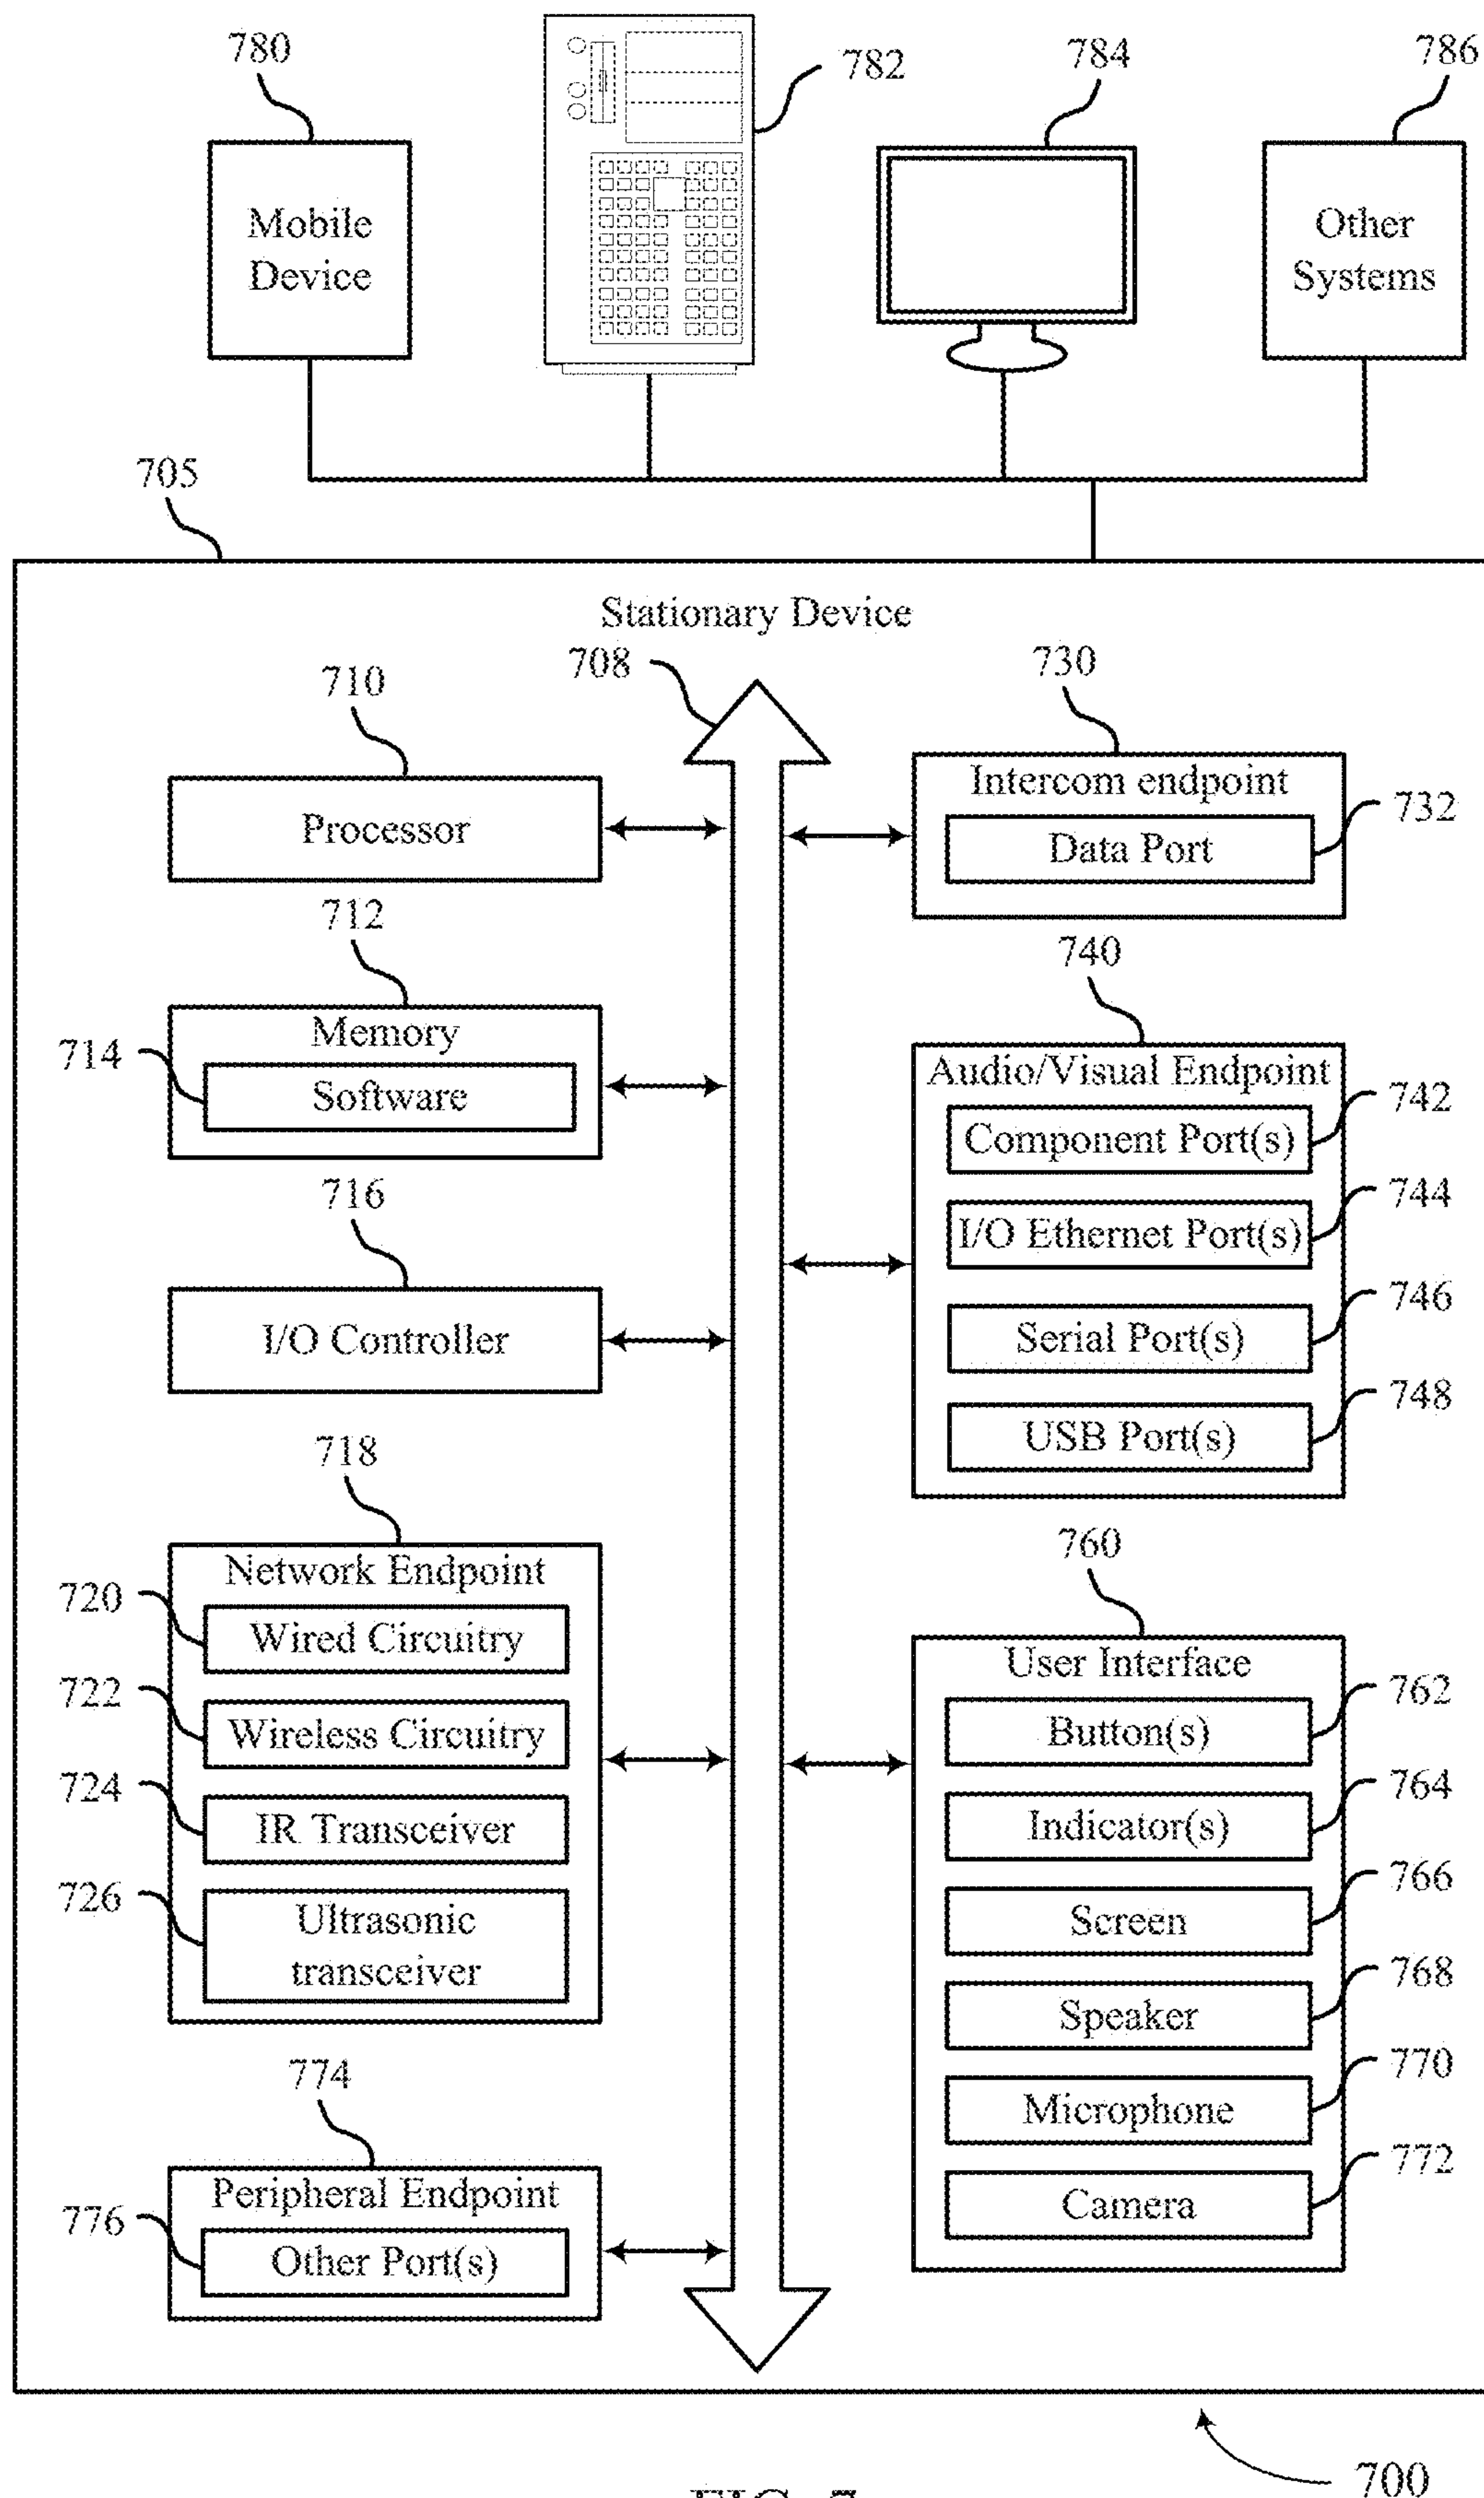 780
782
784
786
Mobile
Device
Other
Systems
705
Stationary Device
708
710
730
Processor
Intercom endpoint
732
Data Port
712
740
Memory
714
Software
Audio/Visual Endpoint
742
Component Port(s)
716
744
I/O Ethernet Port(s)
I/O Controller
746
Serial Port(s)
748
USB Port(s)
718
760
Network Endpoint
720
Wired Circuitry
User Interface
722
Wireless Circuitry
762
Button(s)
724
IR Transceiver
764
Indicator(s)
726
Ultrasonic
transceiver
766
Screen
768
Speaker
774
770
Microphone
Peripheral Endpoint
776
Other Port(s)
772
Camera
700
FIG. 7